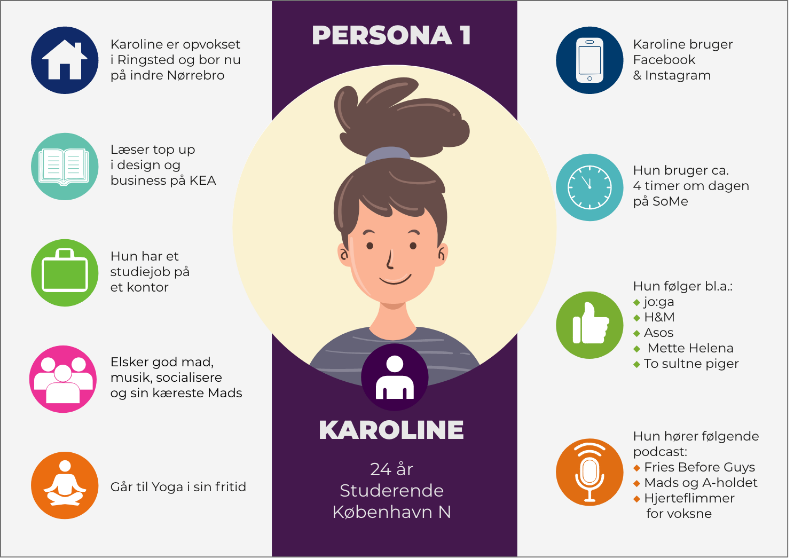 PERSONA 1
Karoline er opvokset
i Ringsted og bor nu
på indre Nørrebro
Læser top up
i design og
business på KEA
Hun har et
studiejob på
et kontor
Elsker god mad,
musik, socialisere
og sin kæreste Mads
Går til Yoga i sin fritid
KAROLINE
24 år
Studerende
København N
Karoline bruger
Facebook
& Instagram
Hun bruger ca.
4 timer om dagen
på SoMe
Hun følger bl.a.:
◆ jo:ga
◆ H&M
◆ Asos
◆ Mette Helena
◆ To sultne piger
Hun hører følgende
podcast:
◆ Fries Before Guys
◆ Mads og A-holdet
◆ Hjerteflimmer
for voksne